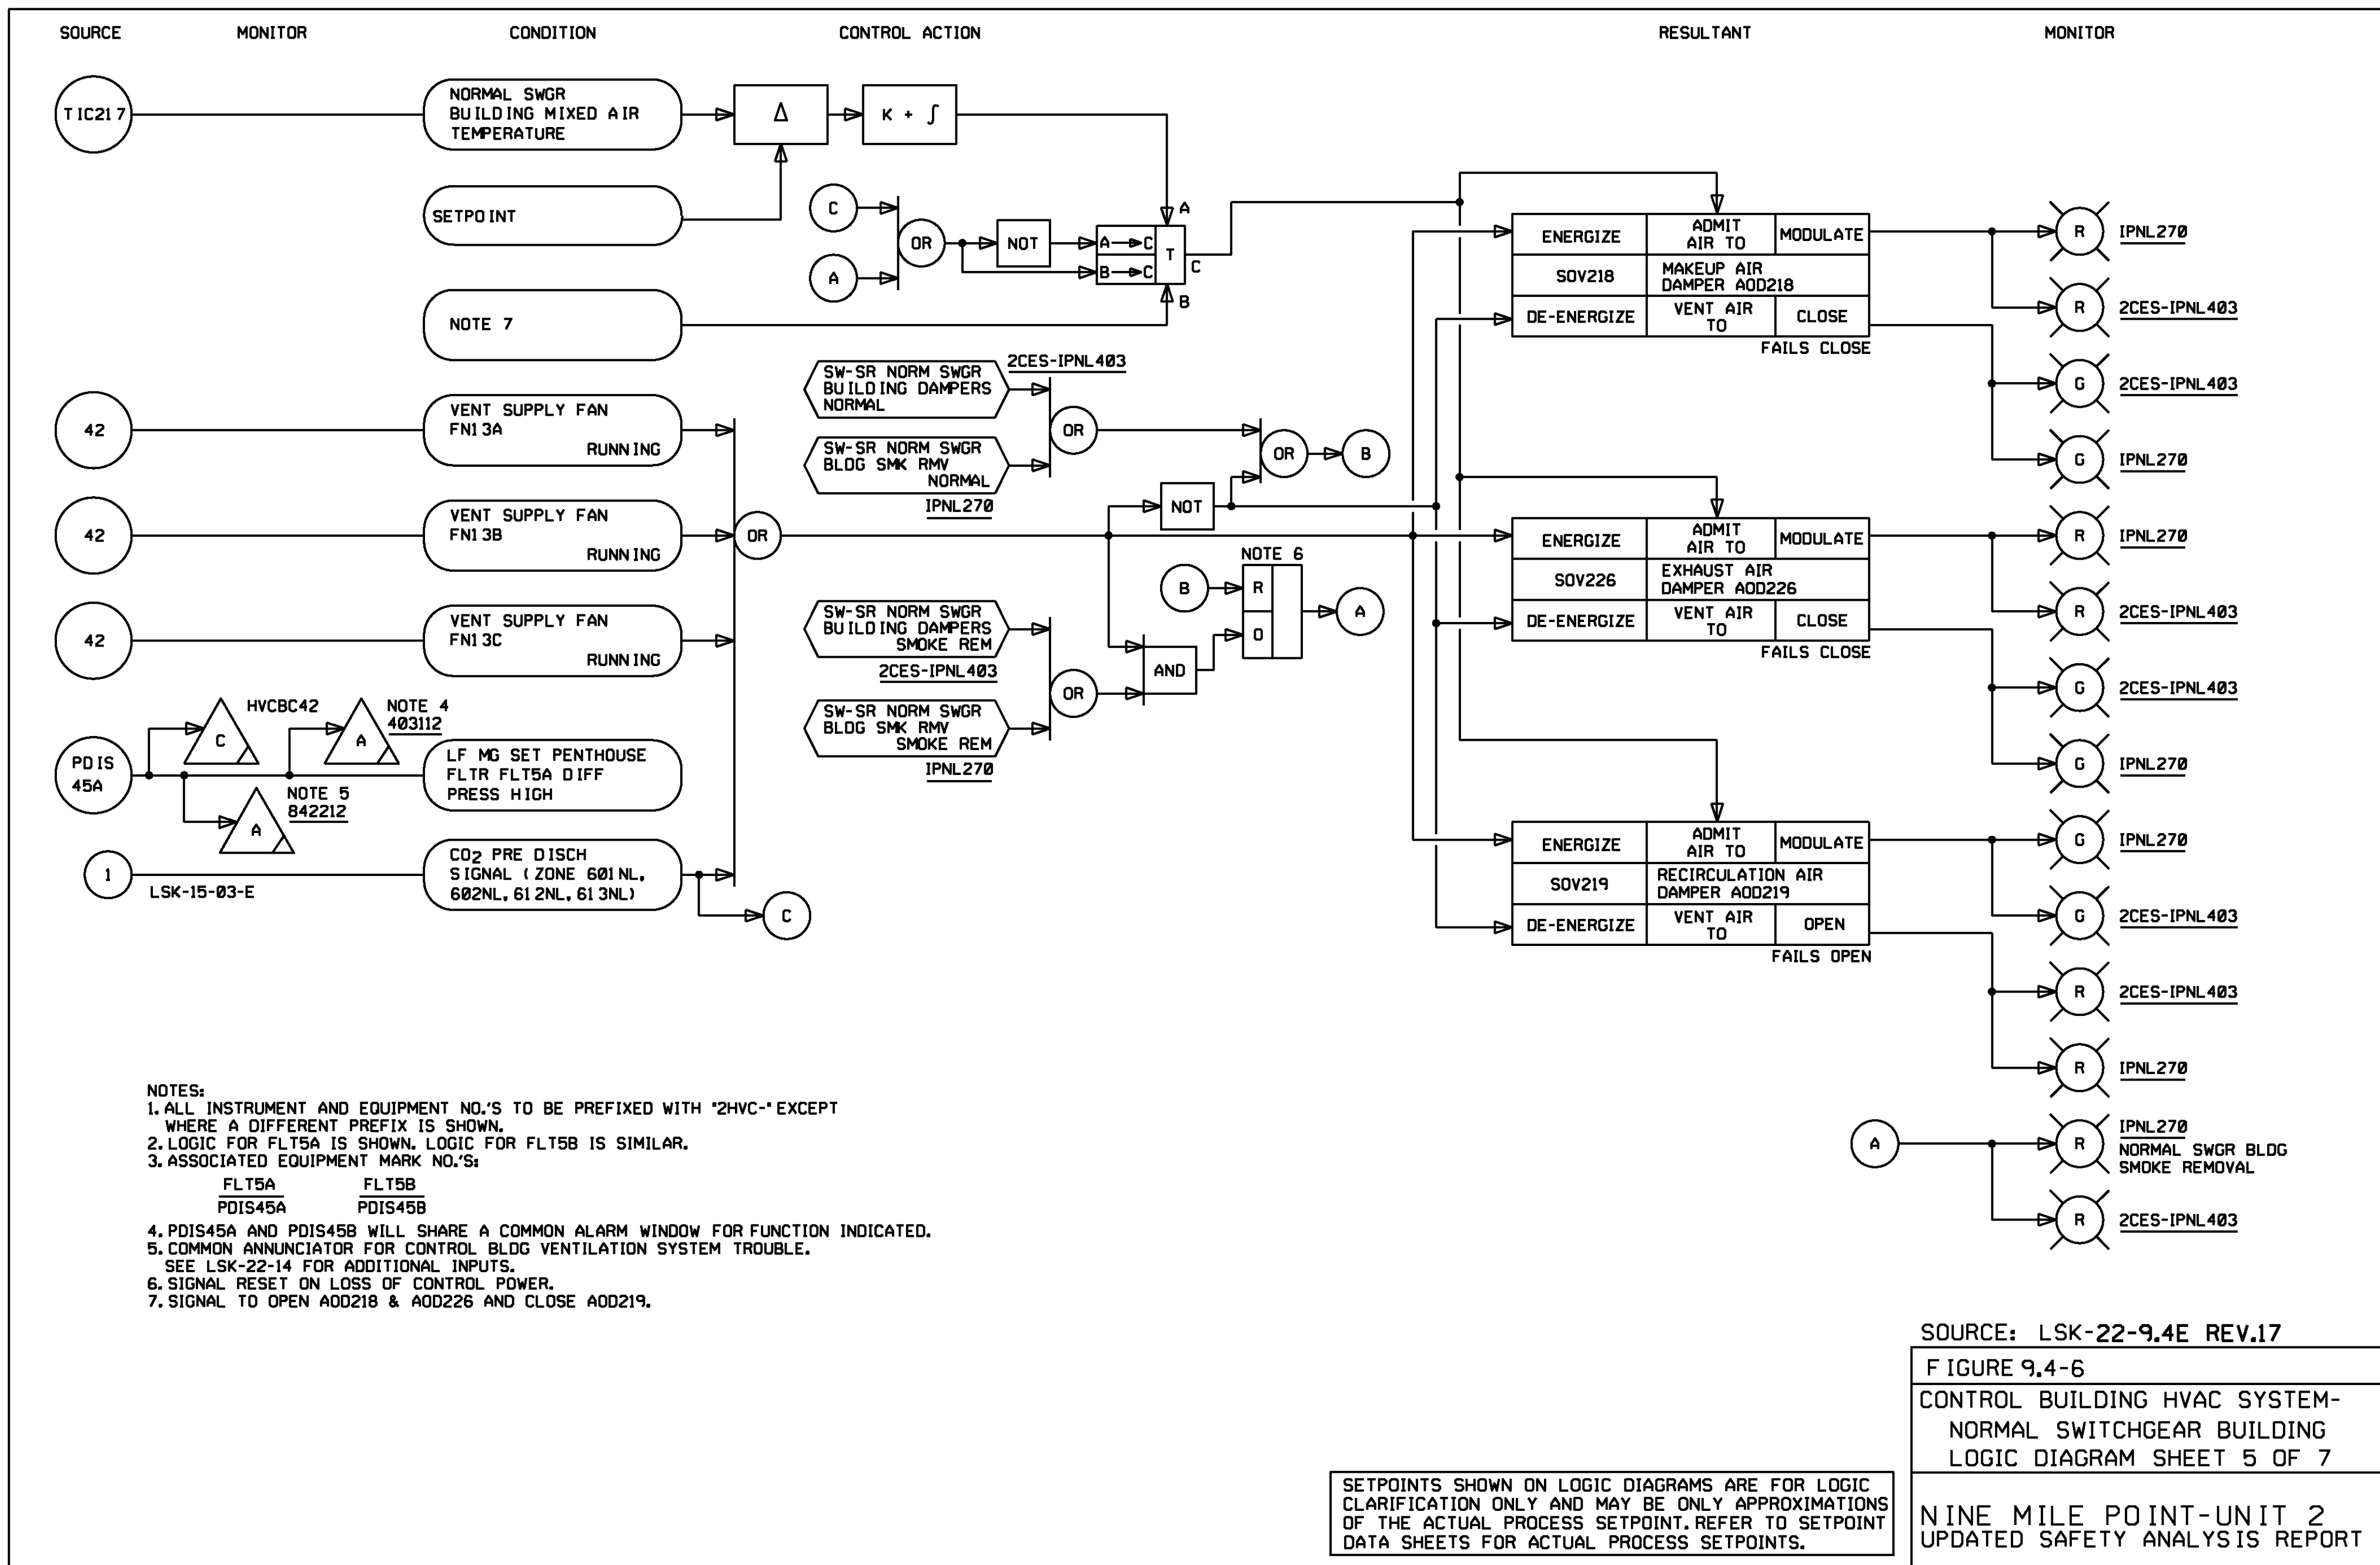 SOURCE MONITOR CONDITION CONTROL ACTION RESULTANT MONITOR
TIC217
NORMAL SWGR
BUILDING MIXED AIR
TEMPERATURE
Δ
K + ∫
SETPOINT
C
A
OR
NOT
A C
B C
T
A
C
B
NOTE 7
42
VENT SUPPLY FAN
FN13A
RUNNING
42
VENT SUPPLY FAN
FN13B
RUNNING
42
VENT SUPPLY FAN
FN13C
RUNNING
OR
PDIS
45A
C
HVCBC42
A
NOTE 4
403112
A
NOTE 5
842212
LF MG SET PENTHOUSE
FLTR FLT5A DIFF
PRESS HIGH
1
LSK-15-03-E
CO2 PRE DISCH
SIGNAL (ZONE 601NL,
602NL, 612NL, 613NL)
C
SW-SR NORM SWGR
BUILDING DAMPERS
NORMAL
2CES-IPNL403
SW-SR NORM SWGR
BLDG SMK RMV
NORMAL
IPNL270
OR
OR
B
NOT
NOTE 6
B
R
O
A
SW-SR NORM SWGR
BUILDING DAMPERS
SMOKE REM
2CES-IPNL403
SW-SR NORM SWGR
BLDG SMK RMV
SMOKE REM
IPNL270
OR
AND
ENERGIZE
ADMIT
AIR TO
MODULATE
SOV218
MAKEUP AIR
DAMPER AOD218
DE-ENERGIZE
VENT AIR
TO
CLOSE
FAILS CLOSE
R IPNL270
R 2CES-IPNL403
G 2CES-IPNL403
G IPNL270
ENERGIZE
ADMIT
AIR TO
MODULATE
SOV226
EXHAUST AIR
DAMPER AOD226
DE-ENERGIZE
VENT AIR
TO
CLOSE
FAILS CLOSE
R IPNL270
R 2CES-IPNL403
G 2CES-IPNL403
G IPNL270
ENERGIZE
ADMIT
AIR TO
MODULATE
SOV219
RECIRCULATION AIR
DAMPER AOD219
DE-ENERGIZE
VENT AIR
TO
OPEN
FAILS OPEN
G IPNL270
G 2CES-IPNL403
R 2CES-IPNL403
R IPNL270
A
R
IPNL270
NORMAL SWGR BLDG
SMOKE REMOVAL
R 2CES-IPNL403
NOTES:
1. ALL INSTRUMENT AND EQUIPMENT NO.'S TO BE PREFIXED WITH "2HVC-" EXCEPT
WHERE A DIFFERENT PREFIX IS SHOWN.
2. LOGIC FOR FLT5A IS SHOWN. LOGIC FOR FLT5B IS SIMILAR.
3. ASSOCIATED EQUIPMENT MARK NO.'S:
FLT5A FLT5B
PDIS45A PDIS45B
4. PDIS45A AND PDIS45B WILL SHARE A COMMON ALARM WINDOW FOR FUNCTION INDICATED.
5. COMMON ANNUNCIATOR FOR CONTROL BLDG VENTILATION SYSTEM TROUBLE.
SEE LSK-22-14 FOR ADDITIONAL INPUTS.
6. SIGNAL RESET ON LOSS OF CONTROL POWER.
7. SIGNAL TO OPEN AOD218 & AOD226 AND CLOSE AOD219.
SETPOINTS SHOWN ON LOGIC DIAGRAMS ARE FOR LOGIC
CLARIFICATION ONLY AND MAY BE ONLY APPROXIMATIONS
OF THE ACTUAL PROCESS SETPOINT. REFER TO SETPOINT
DATA SHEETS FOR ACTUAL PROCESS SETPOINTS.
SOURCE: LSK-22-9.4E REV.17
FIGURE 9.4-6
CONTROL BUILDING HVAC SYSTEM-
NORMAL SWITCHGEAR BUILDING
LOGIC DIAGRAM SHEET 5 OF 7
NINE MILE POINT-UNIT 2
UPDATED SAFETY ANALYSIS REPORT